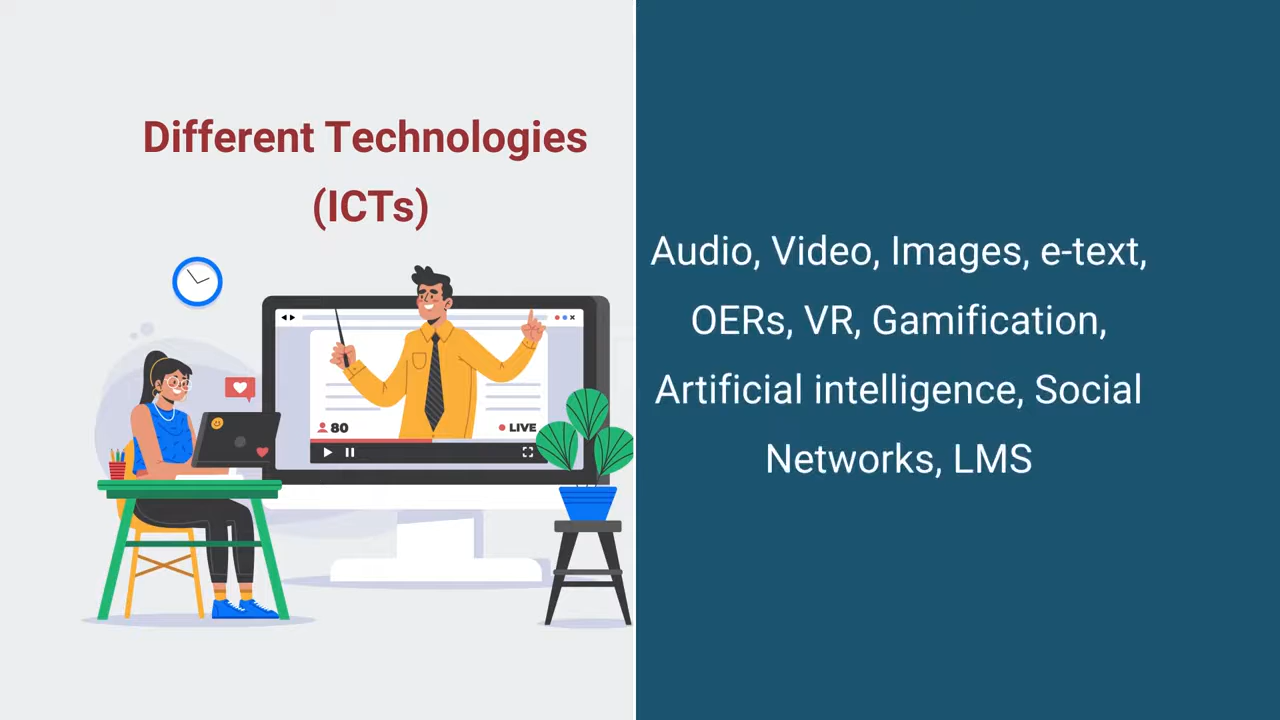 Different Technologies
(ICTs)
80
LIVE
Audio, Video, Images, e-text,
OERs, VR, Gamification,
Artificial intelligence, Social
Networks, LMS